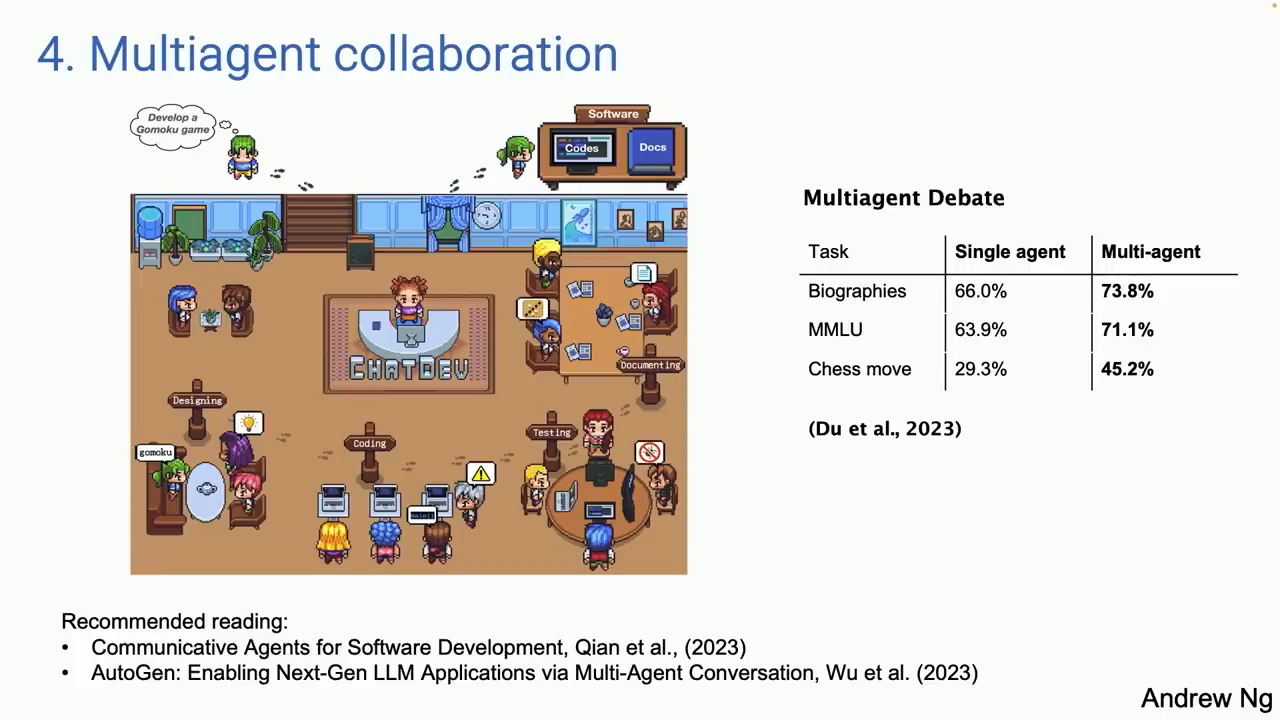 4. Multiagent collaboration
Develop a
Gomoku game
Software
Codes
Docs
CHATDEV
Designing
gomoku
Coding
Testing
Documenting
Multiagent Debate
Task Single agent Multi-agent
Biographies 66.0% 73.8%
MMLU 63.9% 71.1%
Chess move 29.3% 45.2%
(Du et al., 2023)
Recommended reading:
• Communicative Agents for Software Development, Qian et al., (2023)
• AutoGen: Enabling Next-Gen LLM Applications via Multi-Agent Conversation, Wu et al. (2023)
Andrew Ng